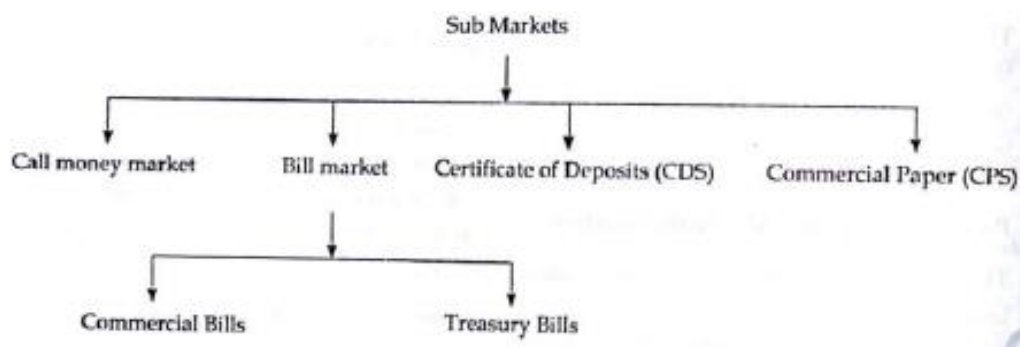 Sub Markets
Call money market
Bill market
Certificate of Deposits (CDS)
Commercial Paper (CPS)
Commercial Bills
Treasury Bills